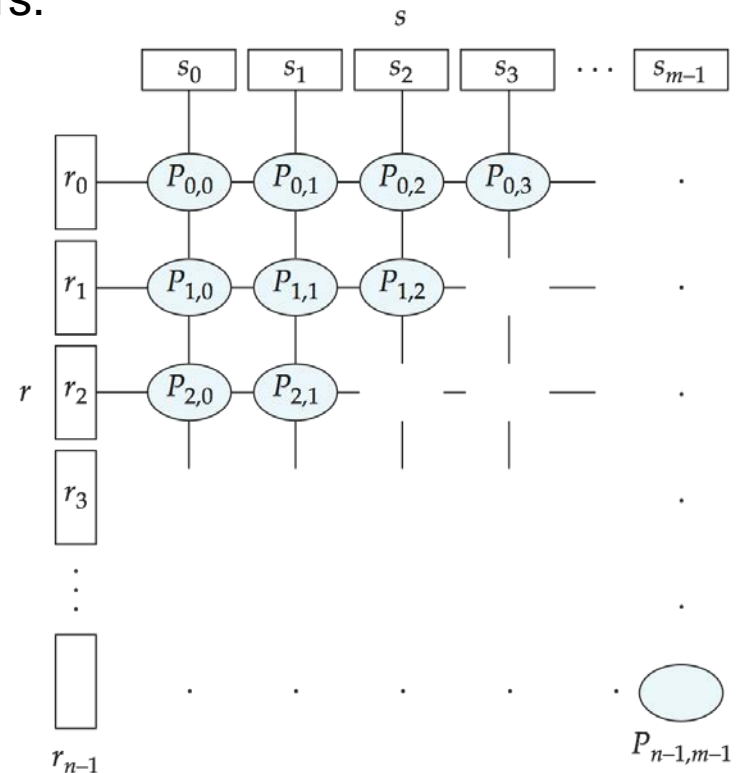 rs.
s
s₀ s₁ s₂ s₃ ··· sₘ₋₁
r₀ P₀,₀ P₀,₁ P₀,₂ P₀,₃
r₁ P₁,₀ P₁,₁ P₁,₂
r r₂ P₂,₀ P₂,₁
r₃
rₙ₋₁ Pₙ₋₁,ₘ₋₁